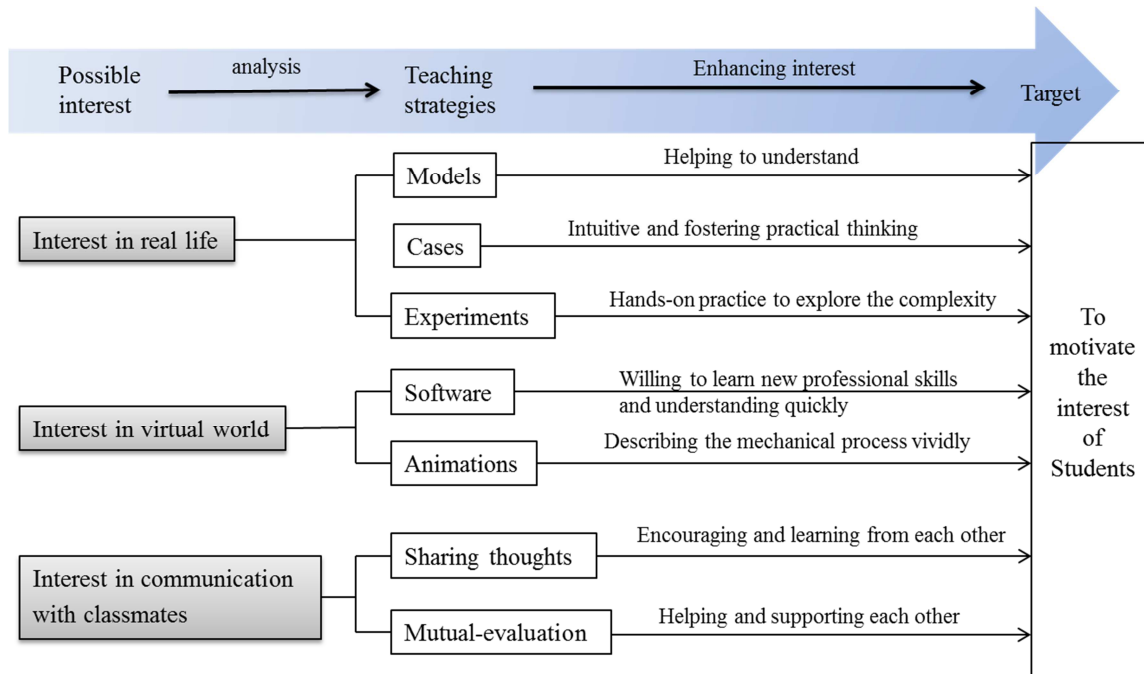 Possible
interest
analysis
Teaching
strategies
Enhancing interest
Target
Interest in real life
Models
Helping to understand
Cases
Intuitive and fostering practical thinking
Experiments
Hands-on practice to explore the complexity
Interest in virtual world
Software
Willing to learn new professional skills
and understanding quickly
Animations
Describing the mechanical process vividly
Interest in communication
with classmates
Sharing thoughts
Encouraging and learning from each other
Mutual-evaluation
Helping and supporting each other
To
motivate
the
interest
of
Students